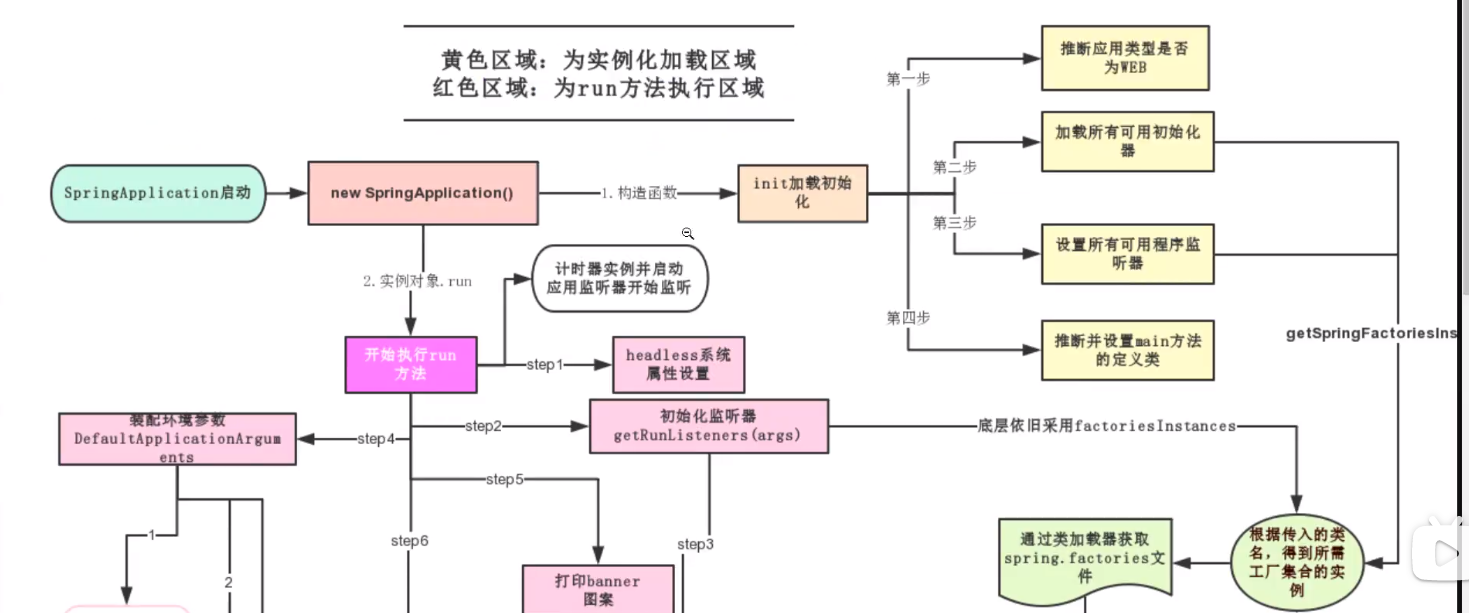 黄色区域：为实例化加载区域
红色区域：为run方法执行区域
推断应用类型是否
为WEB
第一步
加载所有可用初始化
器
第二步
SpringApplication启动
new SpringApplication()
1.构造函数
init加载初始
化
第三步
设置所有可用程序监
听器
2.实例对象.run
计时器实例并启动
应用监听器开始监听
第四步
getSpringFactoriesIns
推断并设置main方法
的定义类
开始执行run
方法
step1
headless系统
属性设置
装配环境参数
DefaultApplicationArgum
ents
step4
step2
初始化监听器
getRunListeners(args)
底层依旧采用factoriesInstances
step5
1
step6
step3
2
打印banner
图案
通过类加载器获取
spring.factories文
件
根据传入的类
名，得到所需
工厂集合的实
例